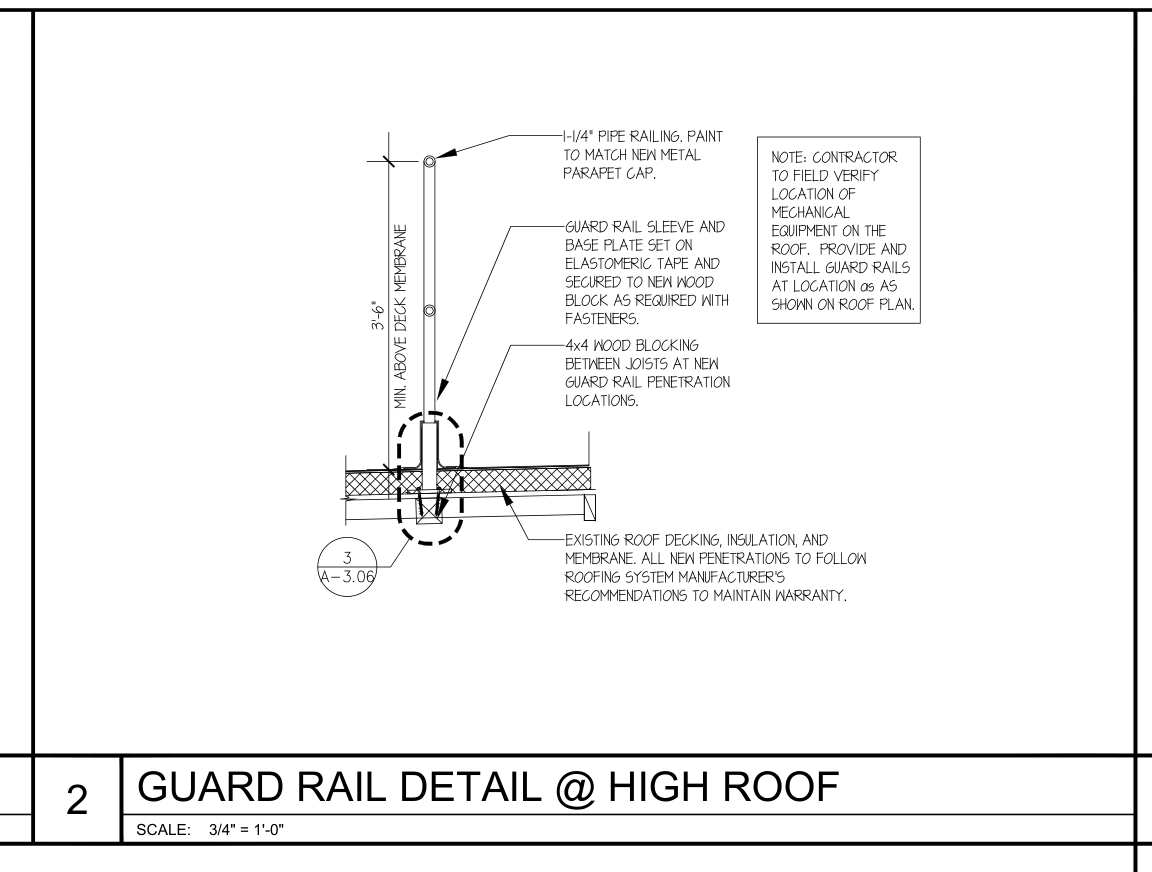 1-1/4" PIPE RAILING. PAINT
TO MATCH NEW METAL
PARAPET CAP.
NOTE: CONTRACTOR
TO FIELD VERIFY
LOCATION OF
MECHANICAL
EQUIPMENT ON THE
ROOF. PROVIDE AND
INSTALL GUARD RAILS
AT LOCATION as AS
SHOWN ON ROOF PLAN.
GUARD RAIL SLEEVE AND
BASE PLATE SET ON
ELASTOMERIC TAPE AND
SECURED TO NEW WOOD
BLOCK AS REQUIRED WITH
FASTENERS.
3'-6"
MIN. ABOVE DECK MEMBRANE
4x4 WOOD BLOCKING
BETWEEN JOISTS AT NEW
GUARD RAIL PENETRATION
LOCATIONS.
EXISTING ROOF DECKING, INSULATION, AND
MEMBRANE. ALL NEW PENETRATIONS TO FOLLOW
ROOFING SYSTEM MANUFACTURER'S
RECOMMENDATIONS TO MAINTAIN WARRANTY.
3
A-3.06
2
GUARD RAIL DETAIL @ HIGH ROOF
SCALE: 3/4" = 1'-0"